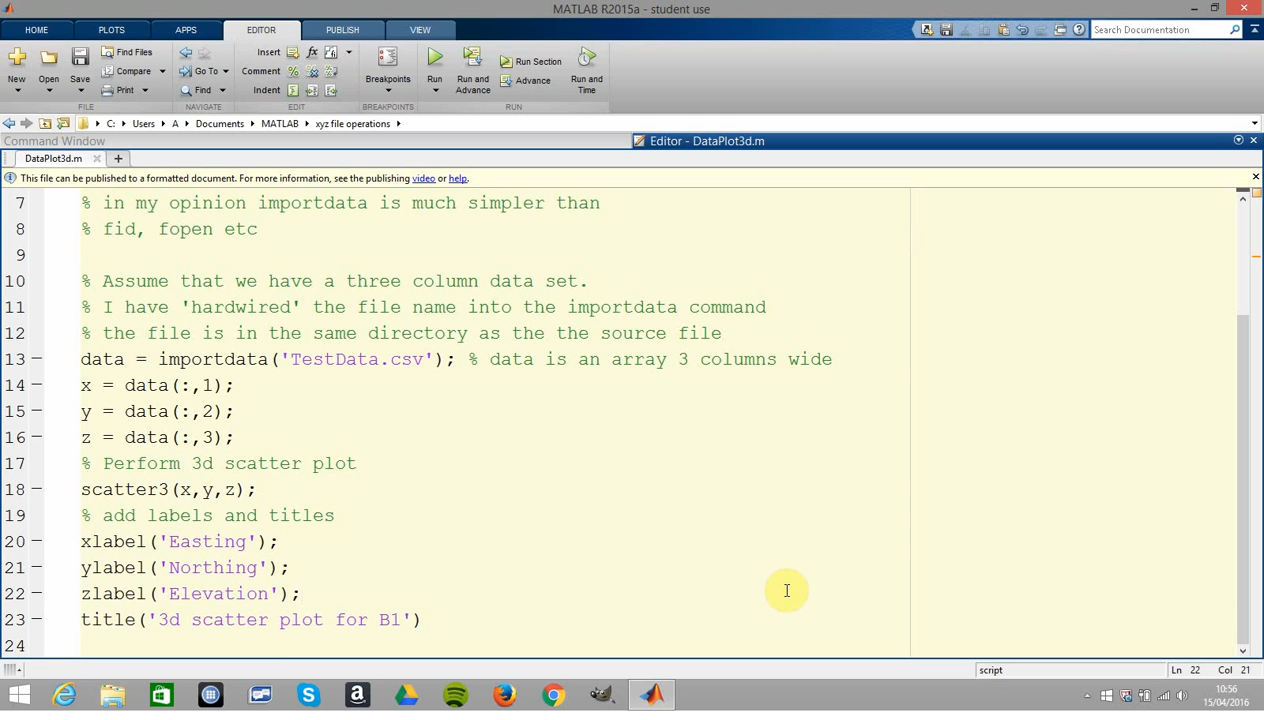 MATLAB R2015a - student use
HOME PLOTS APPS EDITOR PUBLISH VIEW Search Documentation
New Open Save Find Files Compare Print Go To Find Insert Comment Indent Breakpoints Run Run and Advance Run Section Advance Run and Time
FILE NAVIGATE EDIT BREAKPOINTS RUN
C: Users A Documents MATLAB xyz file operations
Command Window Editor - DataPlot3d.m
DataPlot3d.m
This file can be published to a formatted document. For more information, see the publishing video or help.
7 % in my opinion importdata is much simpler than
8 % fid, fopen etc
9
10 % Assume that we have a three column data set.
11 % I have 'hardwired' the file name into the importdata command
12 % the file is in the same directory as the the source file
13 data = importdata('TestData.csv'); % data is an array 3 columns wide
14 x = data(:,1);
15 y = data(:,2);
16 z = data(:,3);
17 % Perform 3d scatter plot
18 scatter3(x,y,z);
19 % add labels and titles
20 xlabel('Easting');
21 ylabel('Northing');
22 zlabel('Elevation');
23 title('3d scatter plot for B1')
24
script Ln 22 Col 21
10:56
15/04/2016